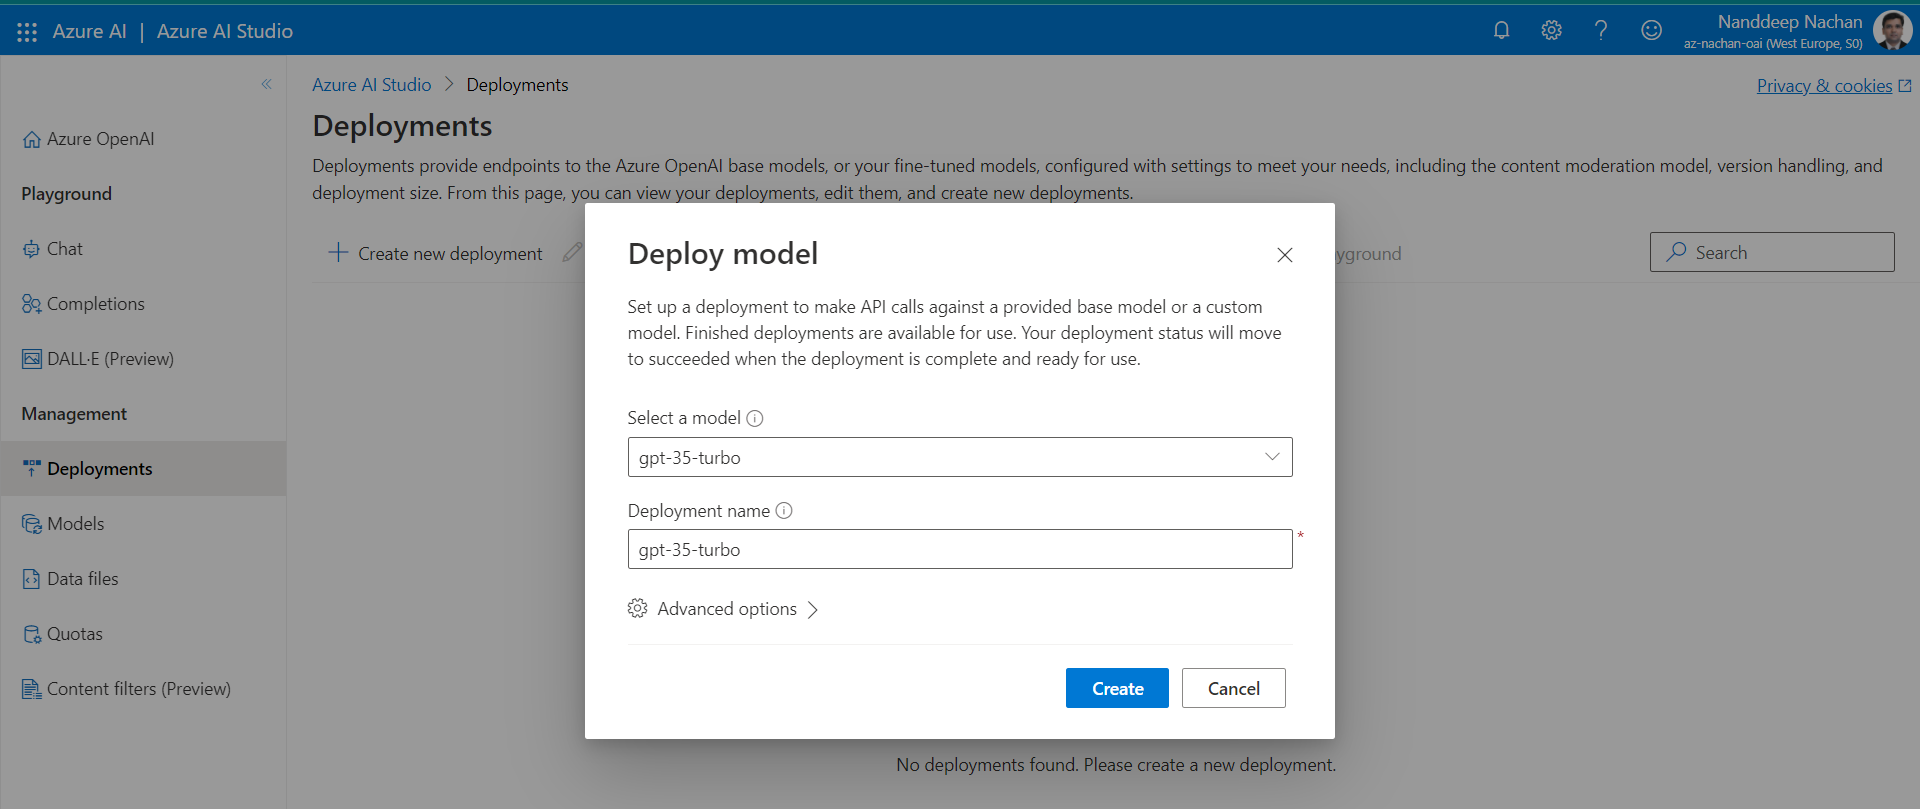 Azure AI | Azure AI Studio
Nanddeep Nachan
az-nachan-oai (West Europe, S0)
Azure AI Studio > Deployments
Privacy & cookies
Azure OpenAI
Playground
Chat
Completions
DALL·E (Preview)
Management
Deployments
Models
Data files
Quotas
Content filters (Preview)
Deployments
Deployments provide endpoints to the Azure OpenAI base models, or your fine-tuned models, configured with settings to meet your needs, including the content moderation model, version handling, and
deployment size. From this page, you can view your deployments, edit them, and create new deployments.
Create new deployment
yground
Search
Deploy model
Set up a deployment to make API calls against a provided base model or a custom
model. Finished deployments are available for use. Your deployment status will move
to succeeded when the deployment is complete and ready for use.
Select a model
gpt-35-turbo
Deployment name
gpt-35-turbo
*
Advanced options
Create
Cancel
No deployments found. Please create a new deployment.